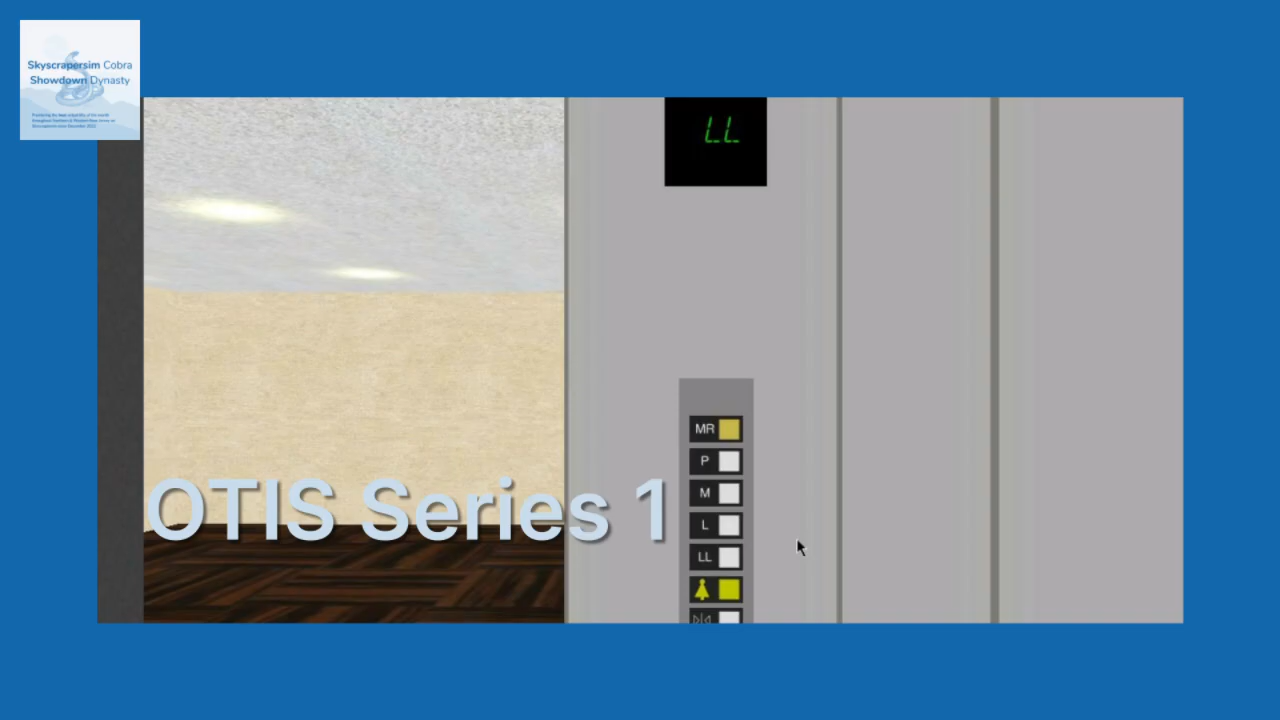 Skyscrapersim Cobra
Showdown Dynasty
LL
MR
P
M
L
LL
OTIS Series 1